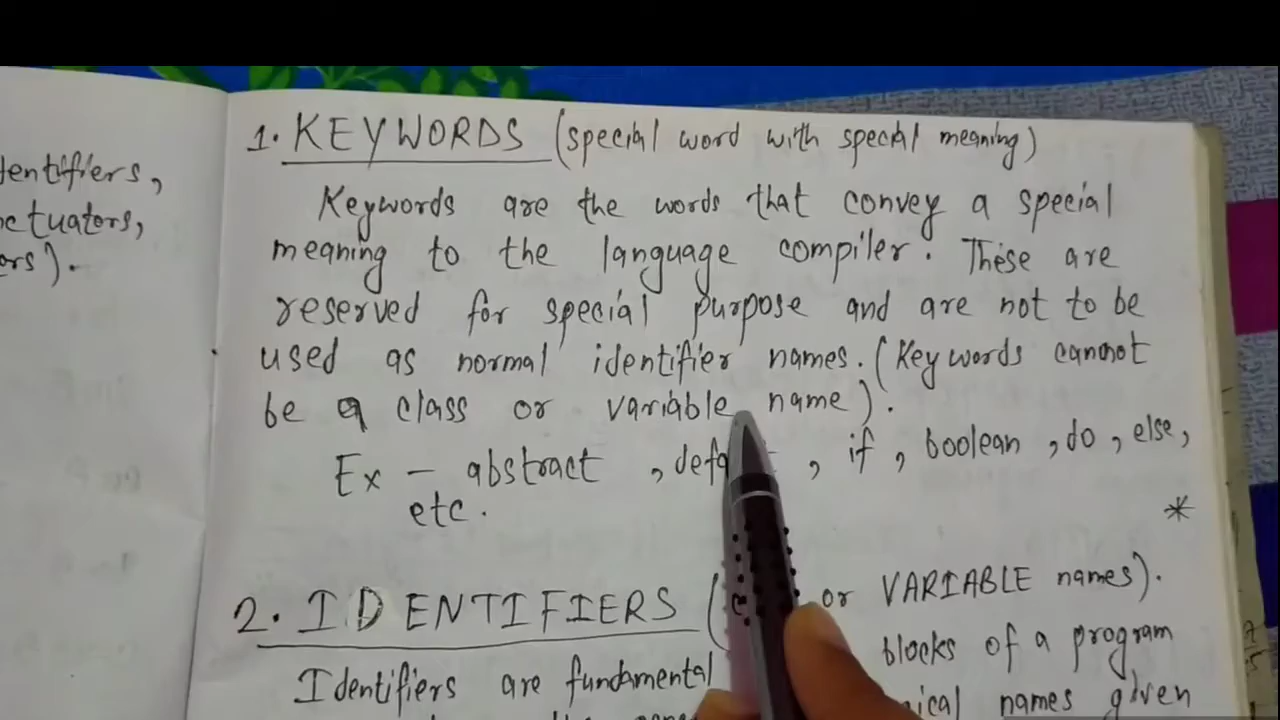 dentifiers,
ctuators,
ors).
1. KEYWORDS (special word with special meaning)
Keywords are the words that convey a special
meaning to the language compiler. These are
reserved for special purpose and are not to be
used as normal identifier names. (Keywords cannot
be a class or variable name).
Ex - abstract , defa , if , boolean , do , else,
etc.
*
2. IDENTIFIERS ( or VARIABLE names).
Identifiers are fundamental blocks of a program
names given